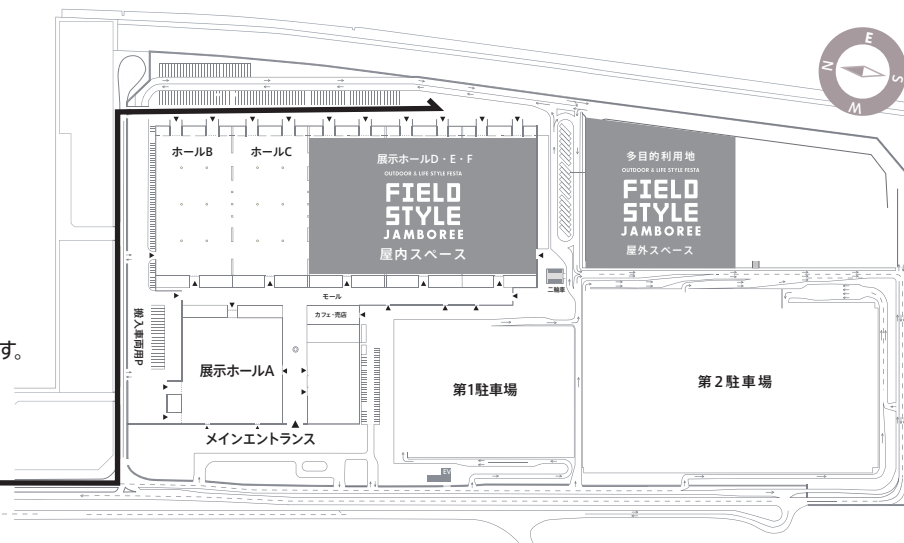 E
N
S
W
ホールB
ホールC
展示ホールD・E・F
OUTDOOR & LIFE STYLE FESTA
FIELD
STYLE
JAMBOREE
屋内スペース
多目的利用地
OUTDOOR & LIFE STYLE FESTA
FIELD
STYLE
JAMBOREE
屋外スペース
二輪車
モール
カフェ・売店
搬入車両用P
す。
展示ホールA
第1駐車場
第2駐車場
メインエントランス
EV